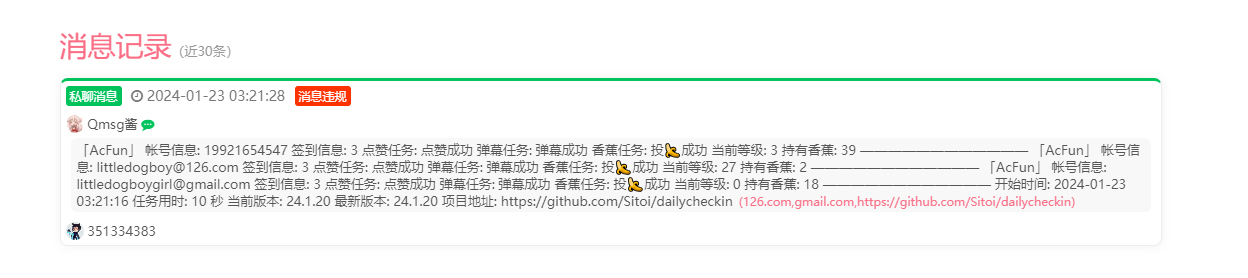 消息记录 (近30条)
私聊消息 2024-01-23 03:21:28 消息违规
Qmsg酱
「AcFun」 帐号信息: 19921654547 签到信息: 3 点赞任务: 点赞成功 弹幕任务: 弹幕成功 香蕉任务: 投🍌成功 当前等级: 3 持有香蕉: 39 ———————————— 「AcFun」 帐号信
息: littledogboy@126.com 签到信息: 3 点赞任务: 点赞成功 弹幕任务: 弹幕成功 香蕉任务: 投🍌成功 当前等级: 27 持有香蕉: 2 ———————————— 「AcFun」 帐号信息:
littledogboygirl@gmail.com 签到信息: 3 点赞任务: 点赞成功 弹幕任务: 弹幕成功 香蕉任务: 投🍌成功 当前等级: 0 持有香蕉: 18 ———————————— 开始时间: 2024-01-23
03:21:16 任务用时: 10 秒 当前版本: 24.1.20 最新版本: 24.1.20 项目地址: https://github.com/Sitoi/dailycheckin (126.com,gmail.com,https://github.com/Sitoi/dailycheckin)
351334383